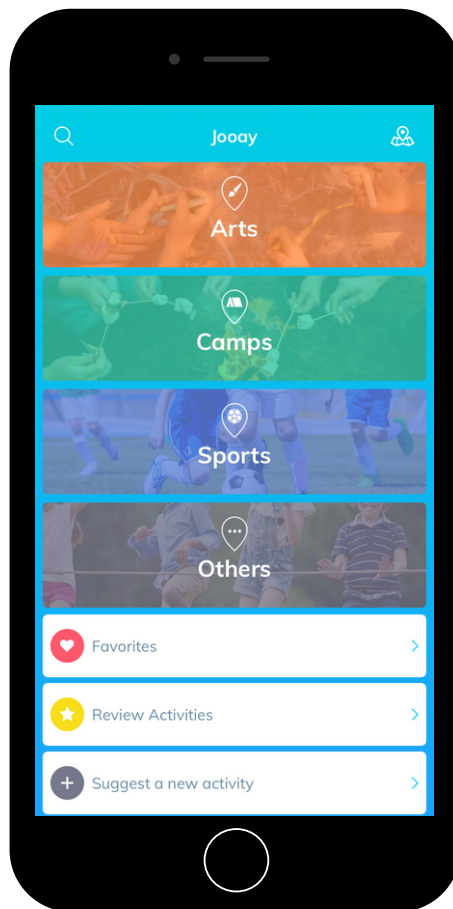 Jooay
Arts
Camps
Sports
Others
Favorites
Review Activities
Suggest a new activity